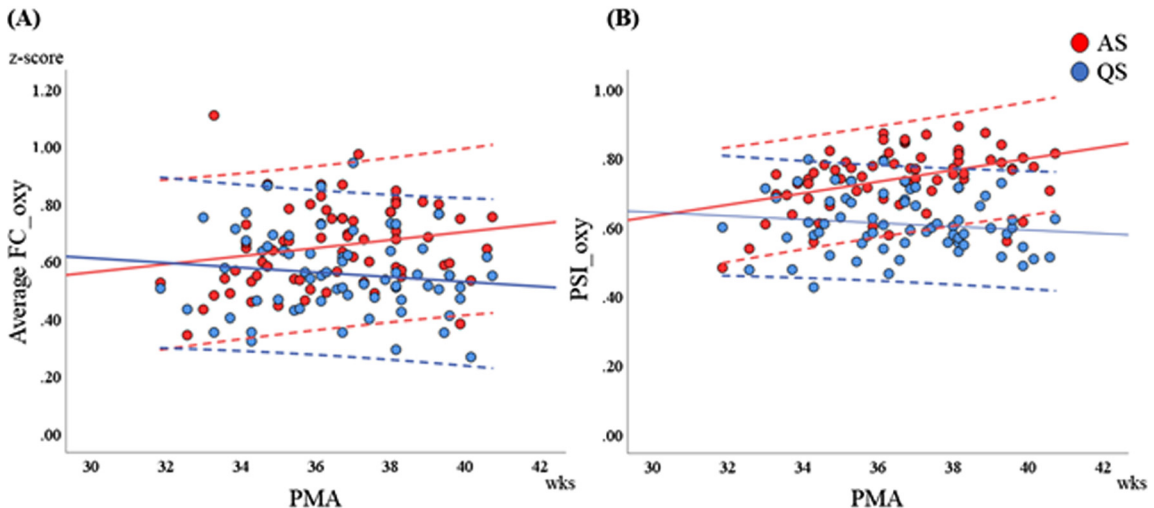 (A)
z-score
1.20
1.00
.80
.60
.40
.20
.00
Average FC_oxy
30 32 34 36 38 40 42
wks
PMA
(B)
AS
QS
1.00
.80
.60
.40
.20
.00
PSI_oxy
30 32 34 36 38 40 42
wks
PMA